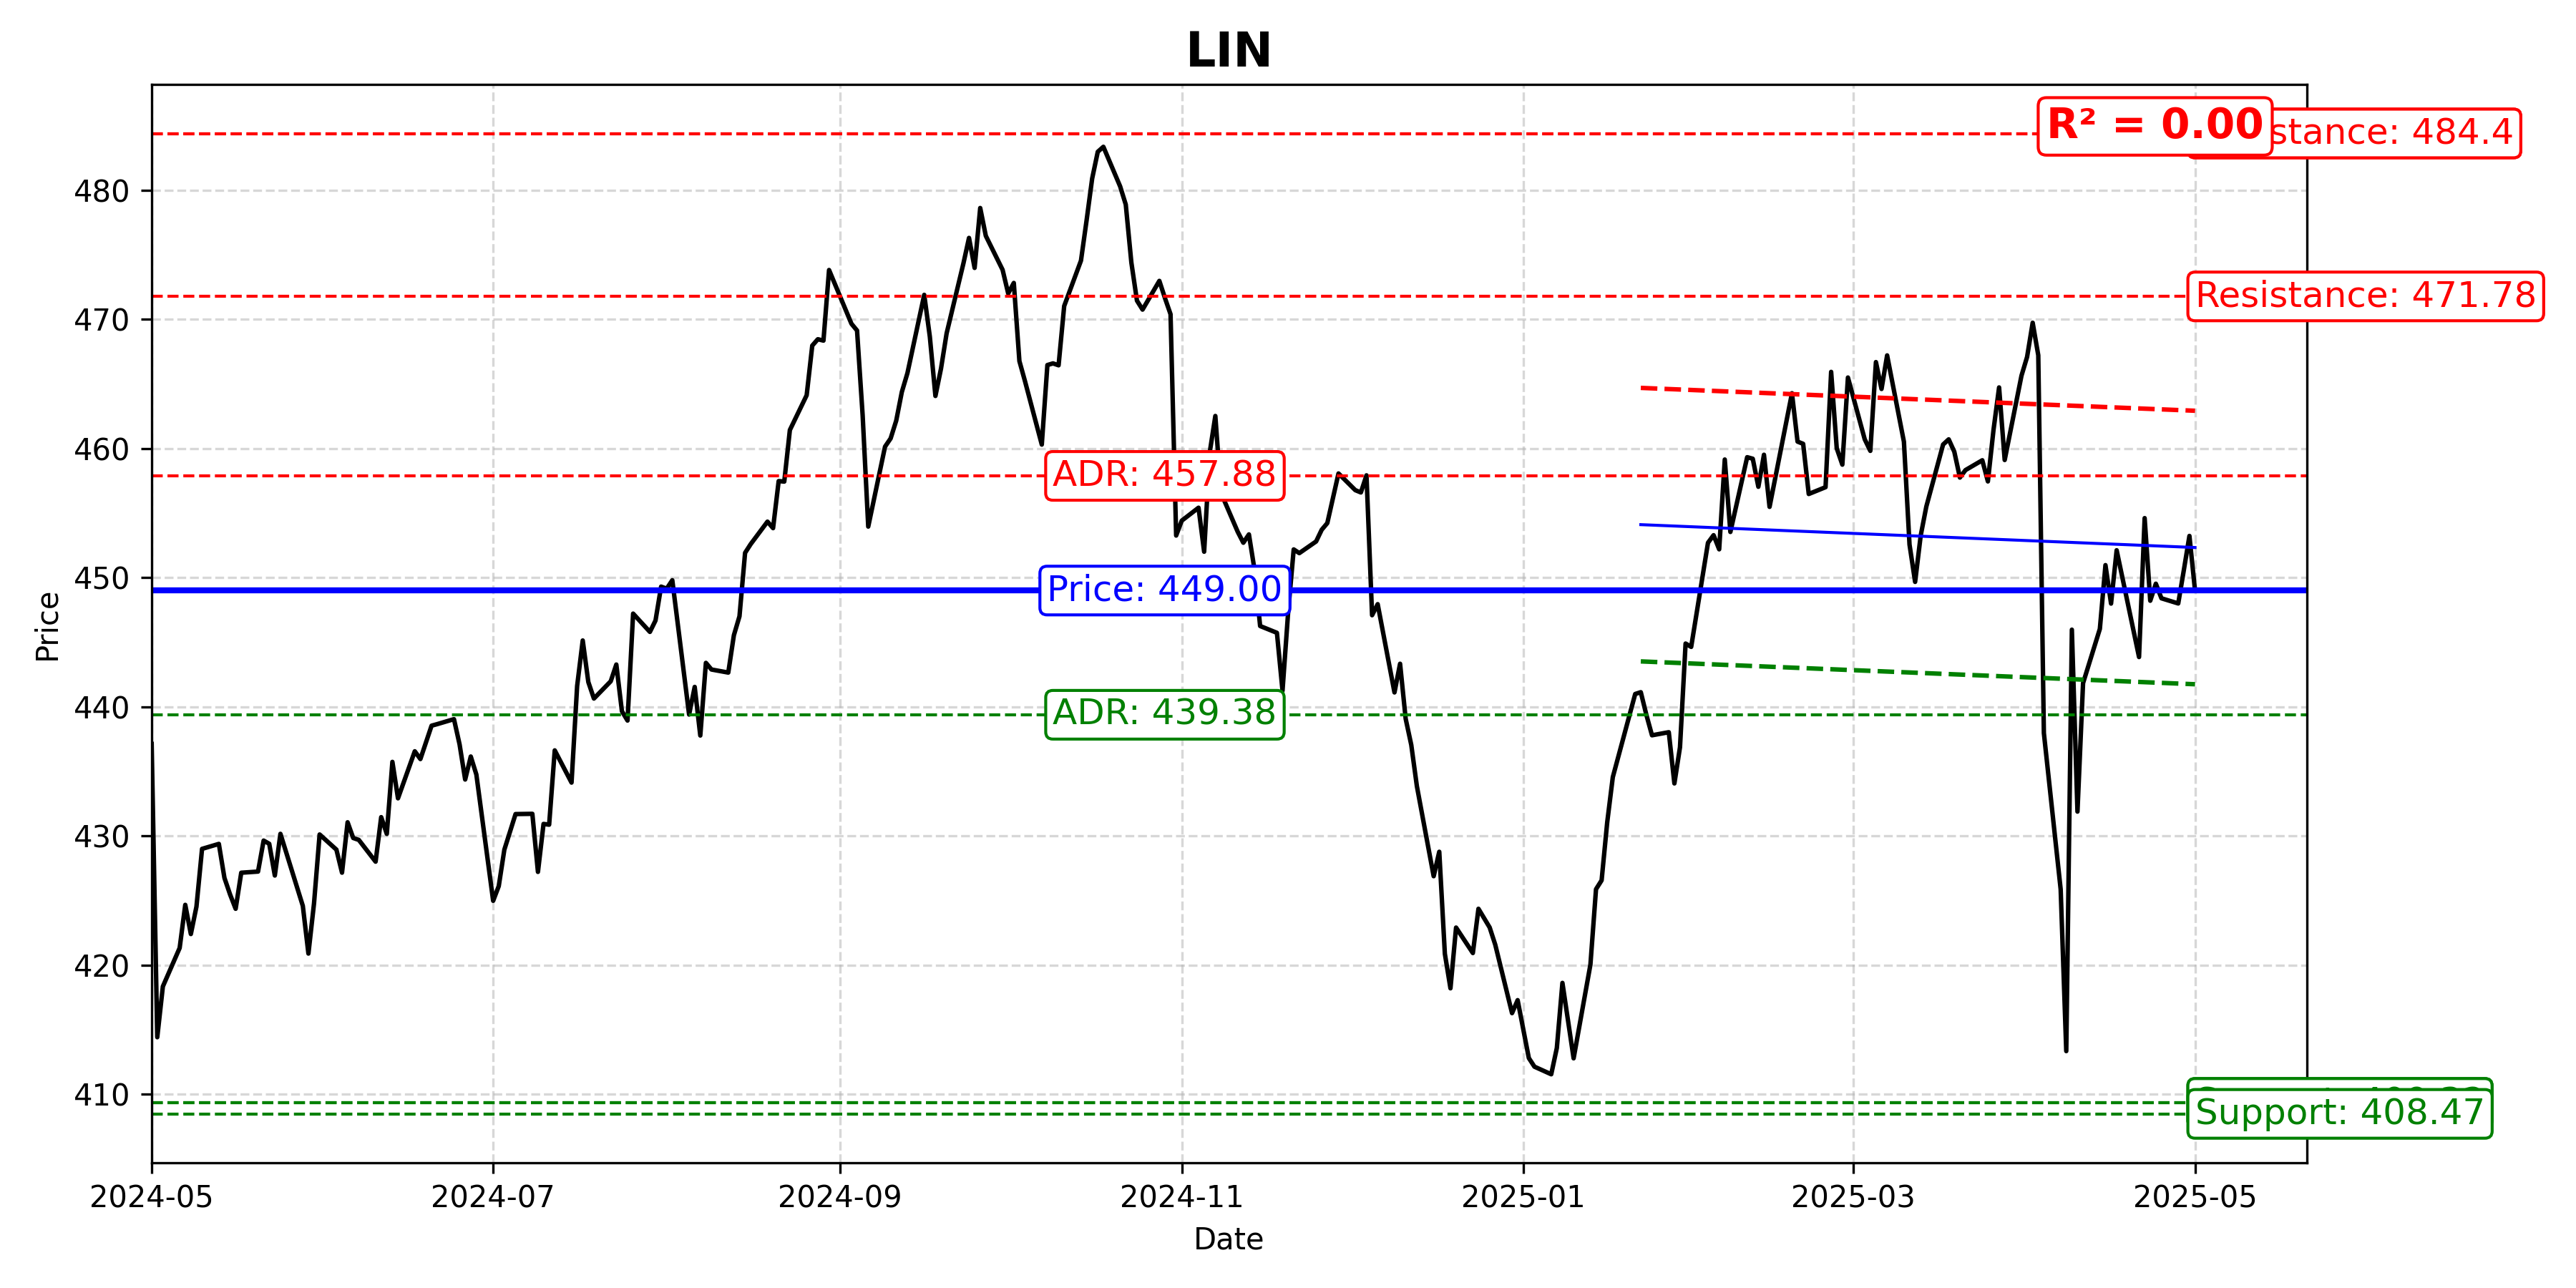 LIN
R² = 0.00
stance: 484.4
480
Resistance: 471.78
470
460
ADR: 457.88
450
Price: 449.00
Price
440
ADR: 439.38
430
420
410
Support: 408.47
2024-05
2024-07
2024-09
2024-11
2025-01
2025-03
2025-05
Date